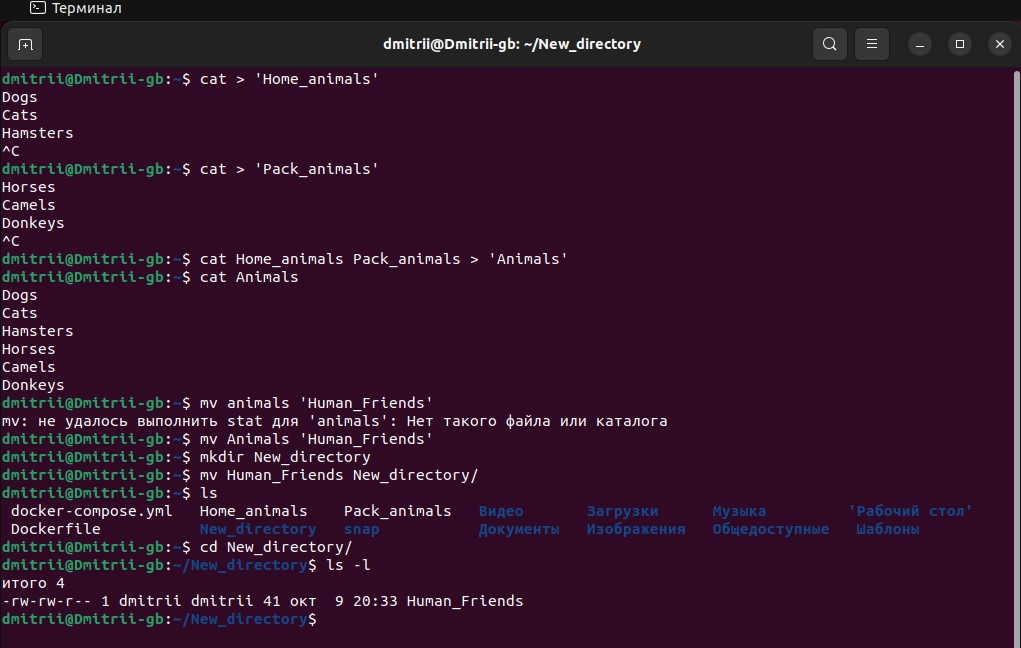 Терминал
dmitrii@Dmitrii-gb: ~/New_directory
dmitrii@Dmitrii-gb:~$ cat > 'Home_animals'
Dogs
Cats
Hamsters
^C
dmitrii@Dmitrii-gb:~$ cat > 'Pack_animals'
Horses
Camels
Donkeys
^C
dmitrii@Dmitrii-gb:~$ cat Home_animals Pack_animals > 'Animals'
dmitrii@Dmitrii-gb:~$ cat Animals
Dogs
Cats
Hamsters
Horses
Camels
Donkeys
dmitrii@Dmitrii-gb:~$ mv animals 'Human_Friends'
mv: не удалось выполнить stat для 'animals': Нет такого файла или каталога
dmitrii@Dmitrii-gb:~$ mv Animals 'Human_Friends'
dmitrii@Dmitrii-gb:~$ mkdir New_directory
dmitrii@Dmitrii-gb:~$ mv Human_Friends New_directory/
dmitrii@Dmitrii-gb:~$ ls
docker-compose.yml Home_animals Pack_animals Видео Загрузки Музыка 'Рабочий стол'
Dockerfile New_directory snap Документы Изображения Общедоступные Шаблоны
dmitrii@Dmitrii-gb:~$ cd New_directory/
dmitrii@Dmitrii-gb:~/New_directory$ ls -l
итого 4
-rw-rw-r-- 1 dmitrii dmitrii 41 окт 9 20:33 Human_Friends
dmitrii@Dmitrii-gb:~/New_directory$